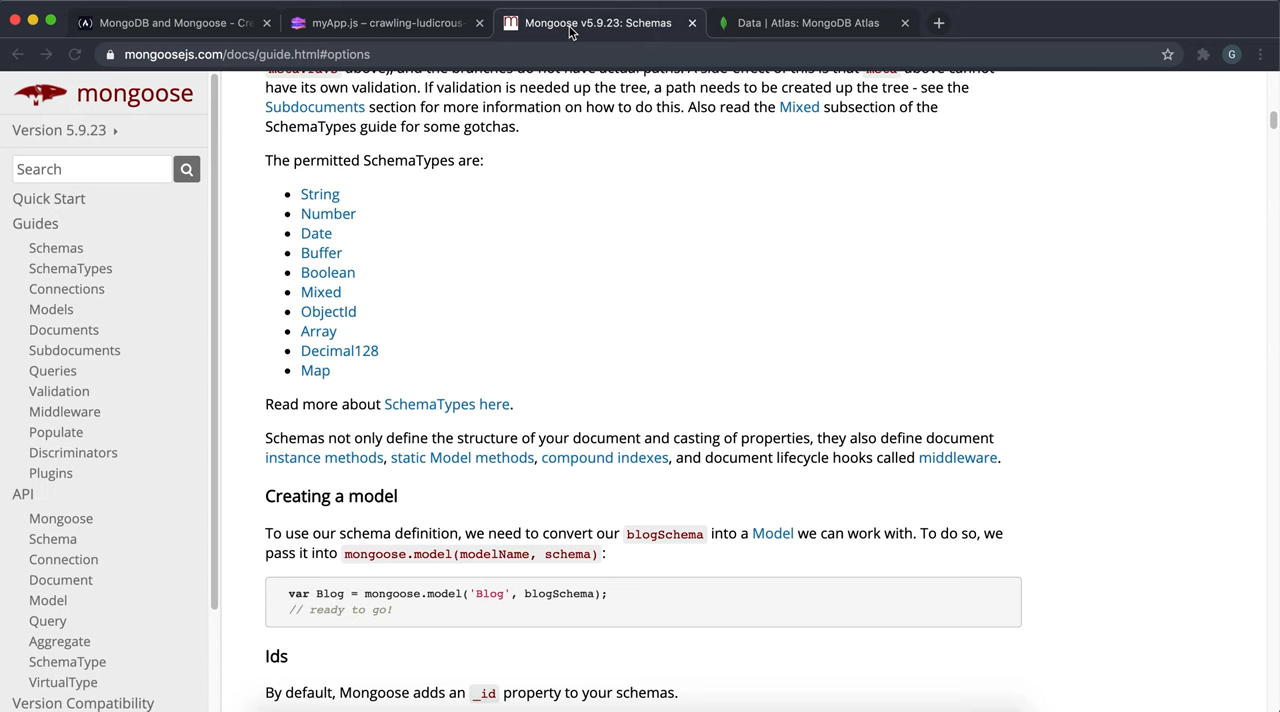 MongoDB and Mongoose - Cre
myApp.js – crawling-ludicrous-
Mongoose v5.9.23: Schemas
Data | Atlas: MongoDB Atlas
mongoosejs.com/docs/guide.html#options
G
mongoose
Version 5.9.23
Search
Quick Start
Guides
Schemas
SchemaTypes
Connections
Models
Documents
Subdocuments
Queries
Validation
Middleware
Populate
Discriminators
Plugins
API
Mongoose
Schema
Connection
Document
Model
Query
Aggregate
SchemaType
VirtualType
Version Compatibility
above), and the branches do not have actual paths. A side-effect of this is that meta above cannot
have its own validation. If validation is needed up the tree, a path needs to be created up the tree - see the
Subdocuments section for more information on how to do this. Also read the Mixed subsection of the
SchemaTypes guide for some gotchas.
The permitted SchemaTypes are:
String
Number
Date
Buffer
Boolean
Mixed
ObjectId
Array
Decimal128
Map
Read more about SchemaTypes here.
Schemas not only define the structure of your document and casting of properties, they also define document
instance methods, static Model methods, compound indexes, and document lifecycle hooks called middleware.
Creating a model
To use our schema definition, we need to convert our blogSchema into a Model we can work with. To do so, we
pass it into mongoose.model(modelName, schema):
var Blog = mongoose.model('Blog', blogSchema);
// ready to go!
Ids
By default, Mongoose adds an _id property to your schemas.